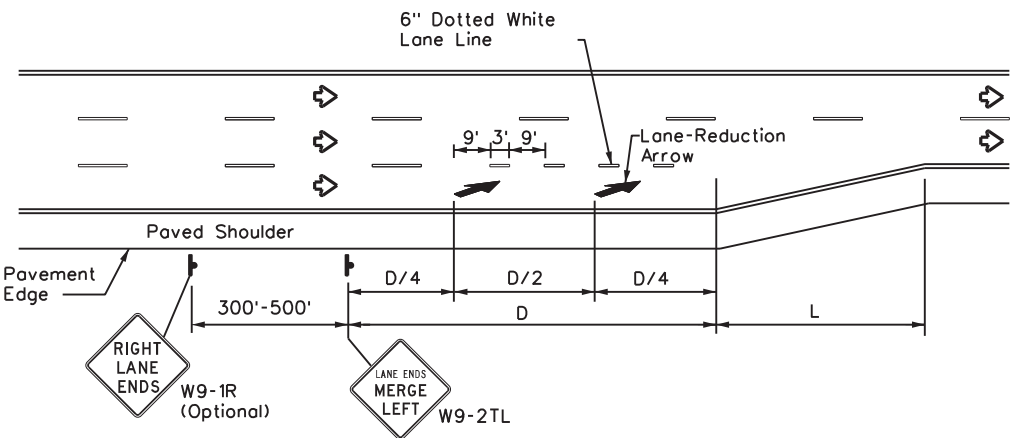 6" Dotted White
Lane Line
9' 3' 9'
Lane-Reduction
Arrow
Paved Shoulder
Pavement
Edge
D/4 D/2 D/4
300'-500' D L
RIGHT
LANE
ENDS
W9-1R
(Optional)
LANE ENDS
MERGE
LEFT
W9-2TL